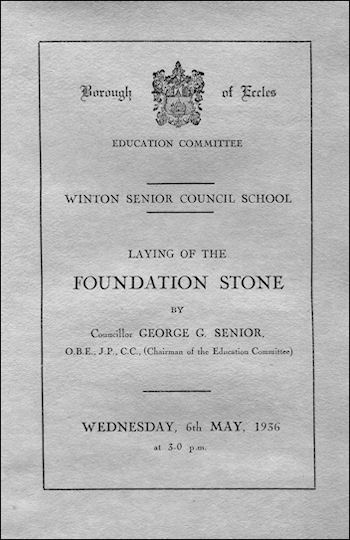 Borough of Eccles
EDUCATION COMMITTEE
WINTON SENIOR COUNCIL SCHOOL
LAYING OF THE
FOUNDATION STONE
BY
Councillor GEORGE G. SENIOR,
O.B.E., J.P., C.C., (Chairman of the Education Committee)
WEDNESDAY, 6th MAY, 1936
at 3-0 p.m.